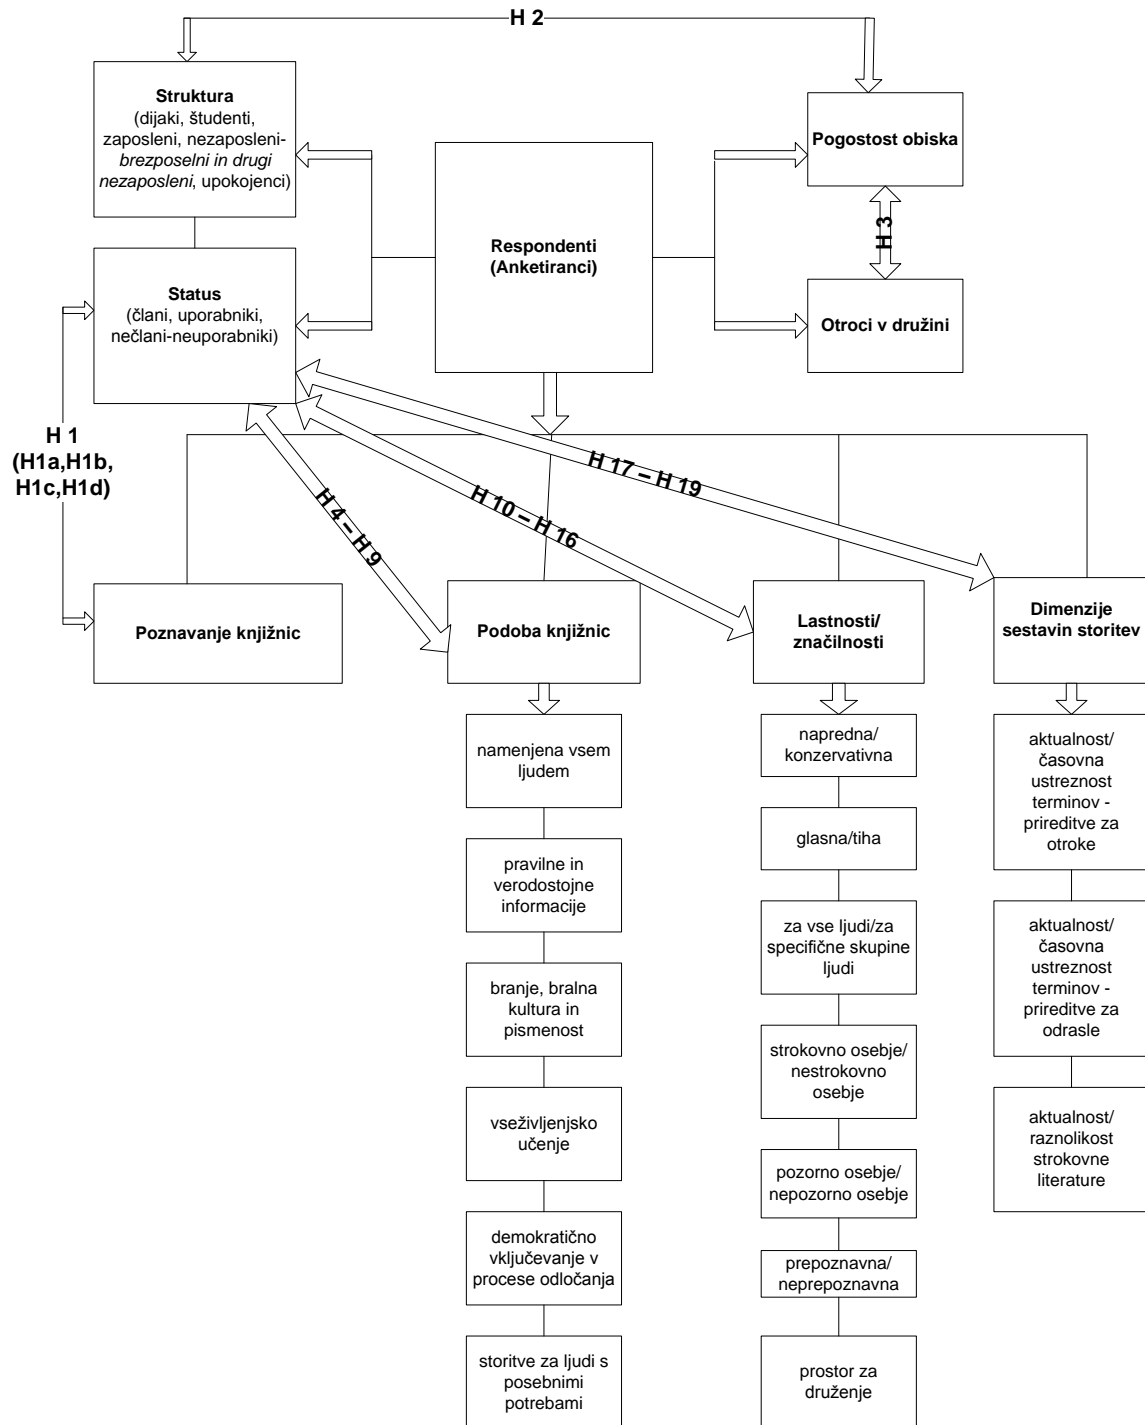 H 2
Struktura
(dijaki, študenti,
zaposleni, nezaposleni-
brezposelni in drugi
nezaposleni, upokojenci)
Pogostost obiska
Respondenti
(Anketiranci)
H 3
Status
(člani, uporabniki,
nečlani-neuporabniki)
Otroci v družini
H 1
(H1a,H1b,
H1c,H1d)
H 4 – H 9
H 10 – H 16
H 17 – H 19
Poznavanje knjižnic
Podoba knjižnic
Lastnosti/
značilnosti
Dimenzije
sestavin storitev
namenjena vsem
ljudem
pravilne in
verodostojne
informacije
branje, bralna
kultura in
pismenost
vseživljenjsko
učenje
demokratično
vključevanje v
procese odločanja
storitve za ljudi s
posebnimi
potrebami
napredna/
konzervativna
glasna/tiha
za vse ljudi/za
specifične skupine
ljudi
strokovno osebje/
nestrokovno
osebje
pozorno osebje/
nepozorno osebje
prepoznavna/
neprepoznavna
prostor za
druženje
aktualnost/
časovna
ustreznost
terminov -
prireditve za
otroke
aktualnost/
časovna
ustreznost
terminov -
prireditve za
odrasle
aktualnost/
raznolikost
strokovne
literature